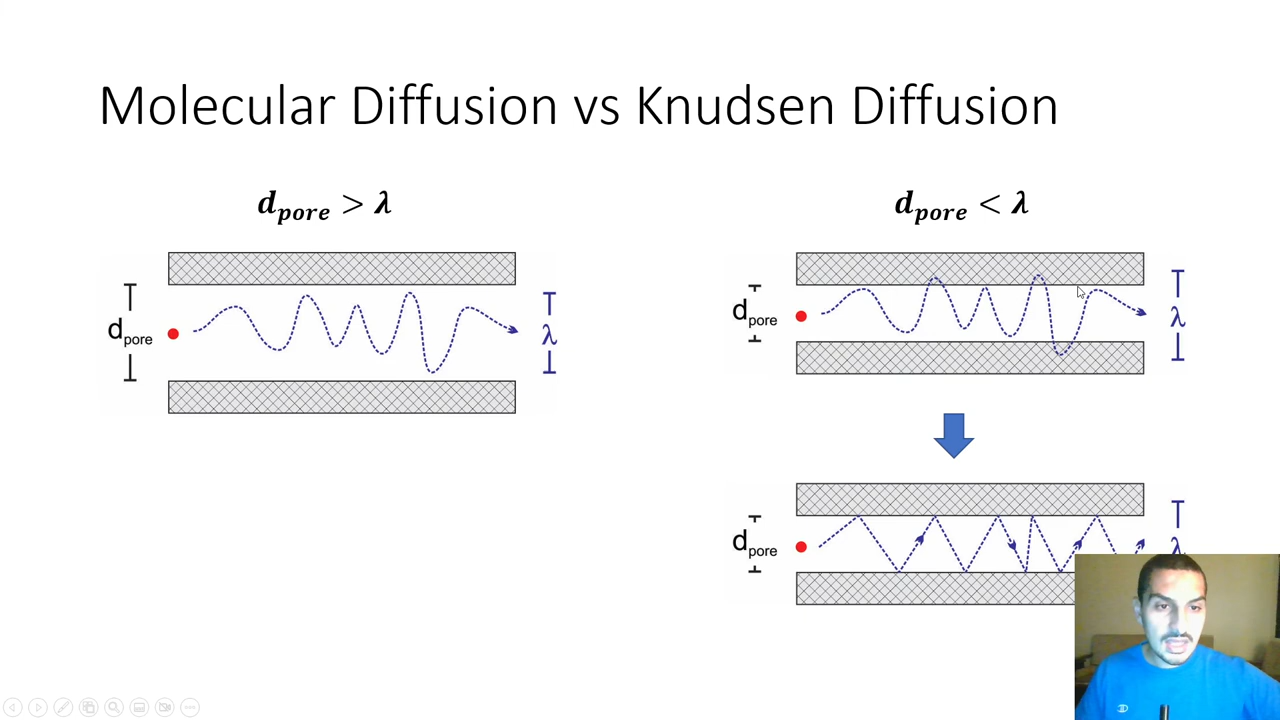 Molecular Diffusion vs Knudsen Diffusion
d_pore > λ
d_pore < λ
d_pore
λ
d_pore
λ
d_pore
λ